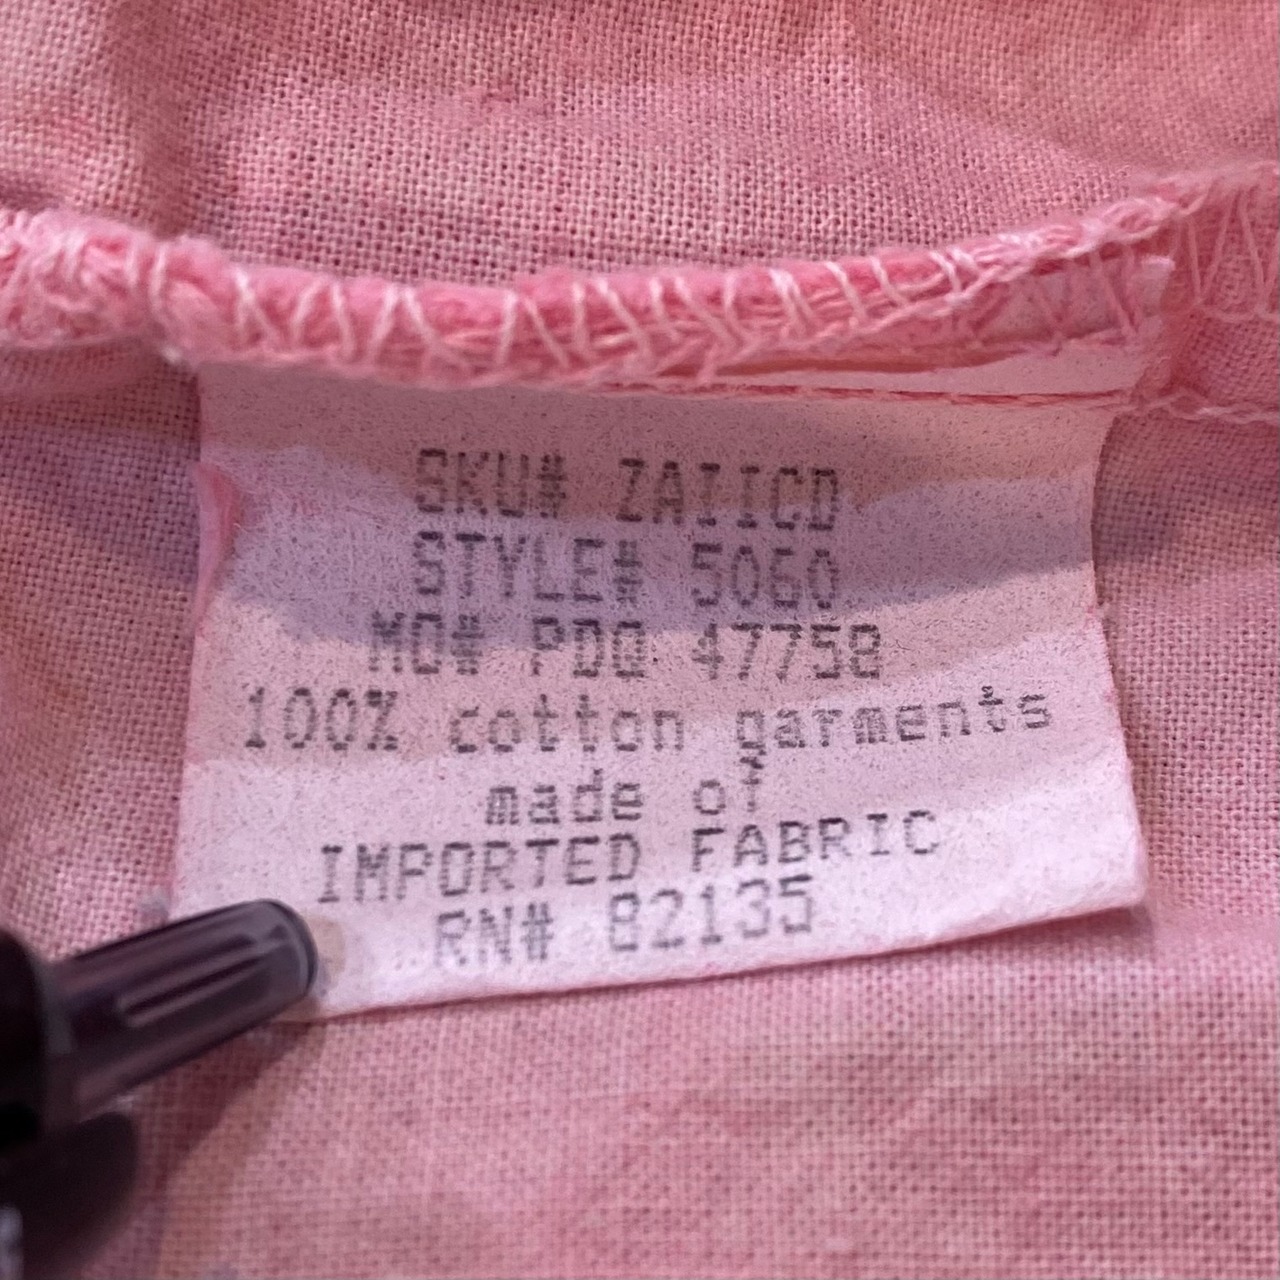 SKU# ZAIICD
STYLE# 5060
MO# PDQ 47758
100% cotton garments
made of
IMPORTED FABRIC
RN# 82135